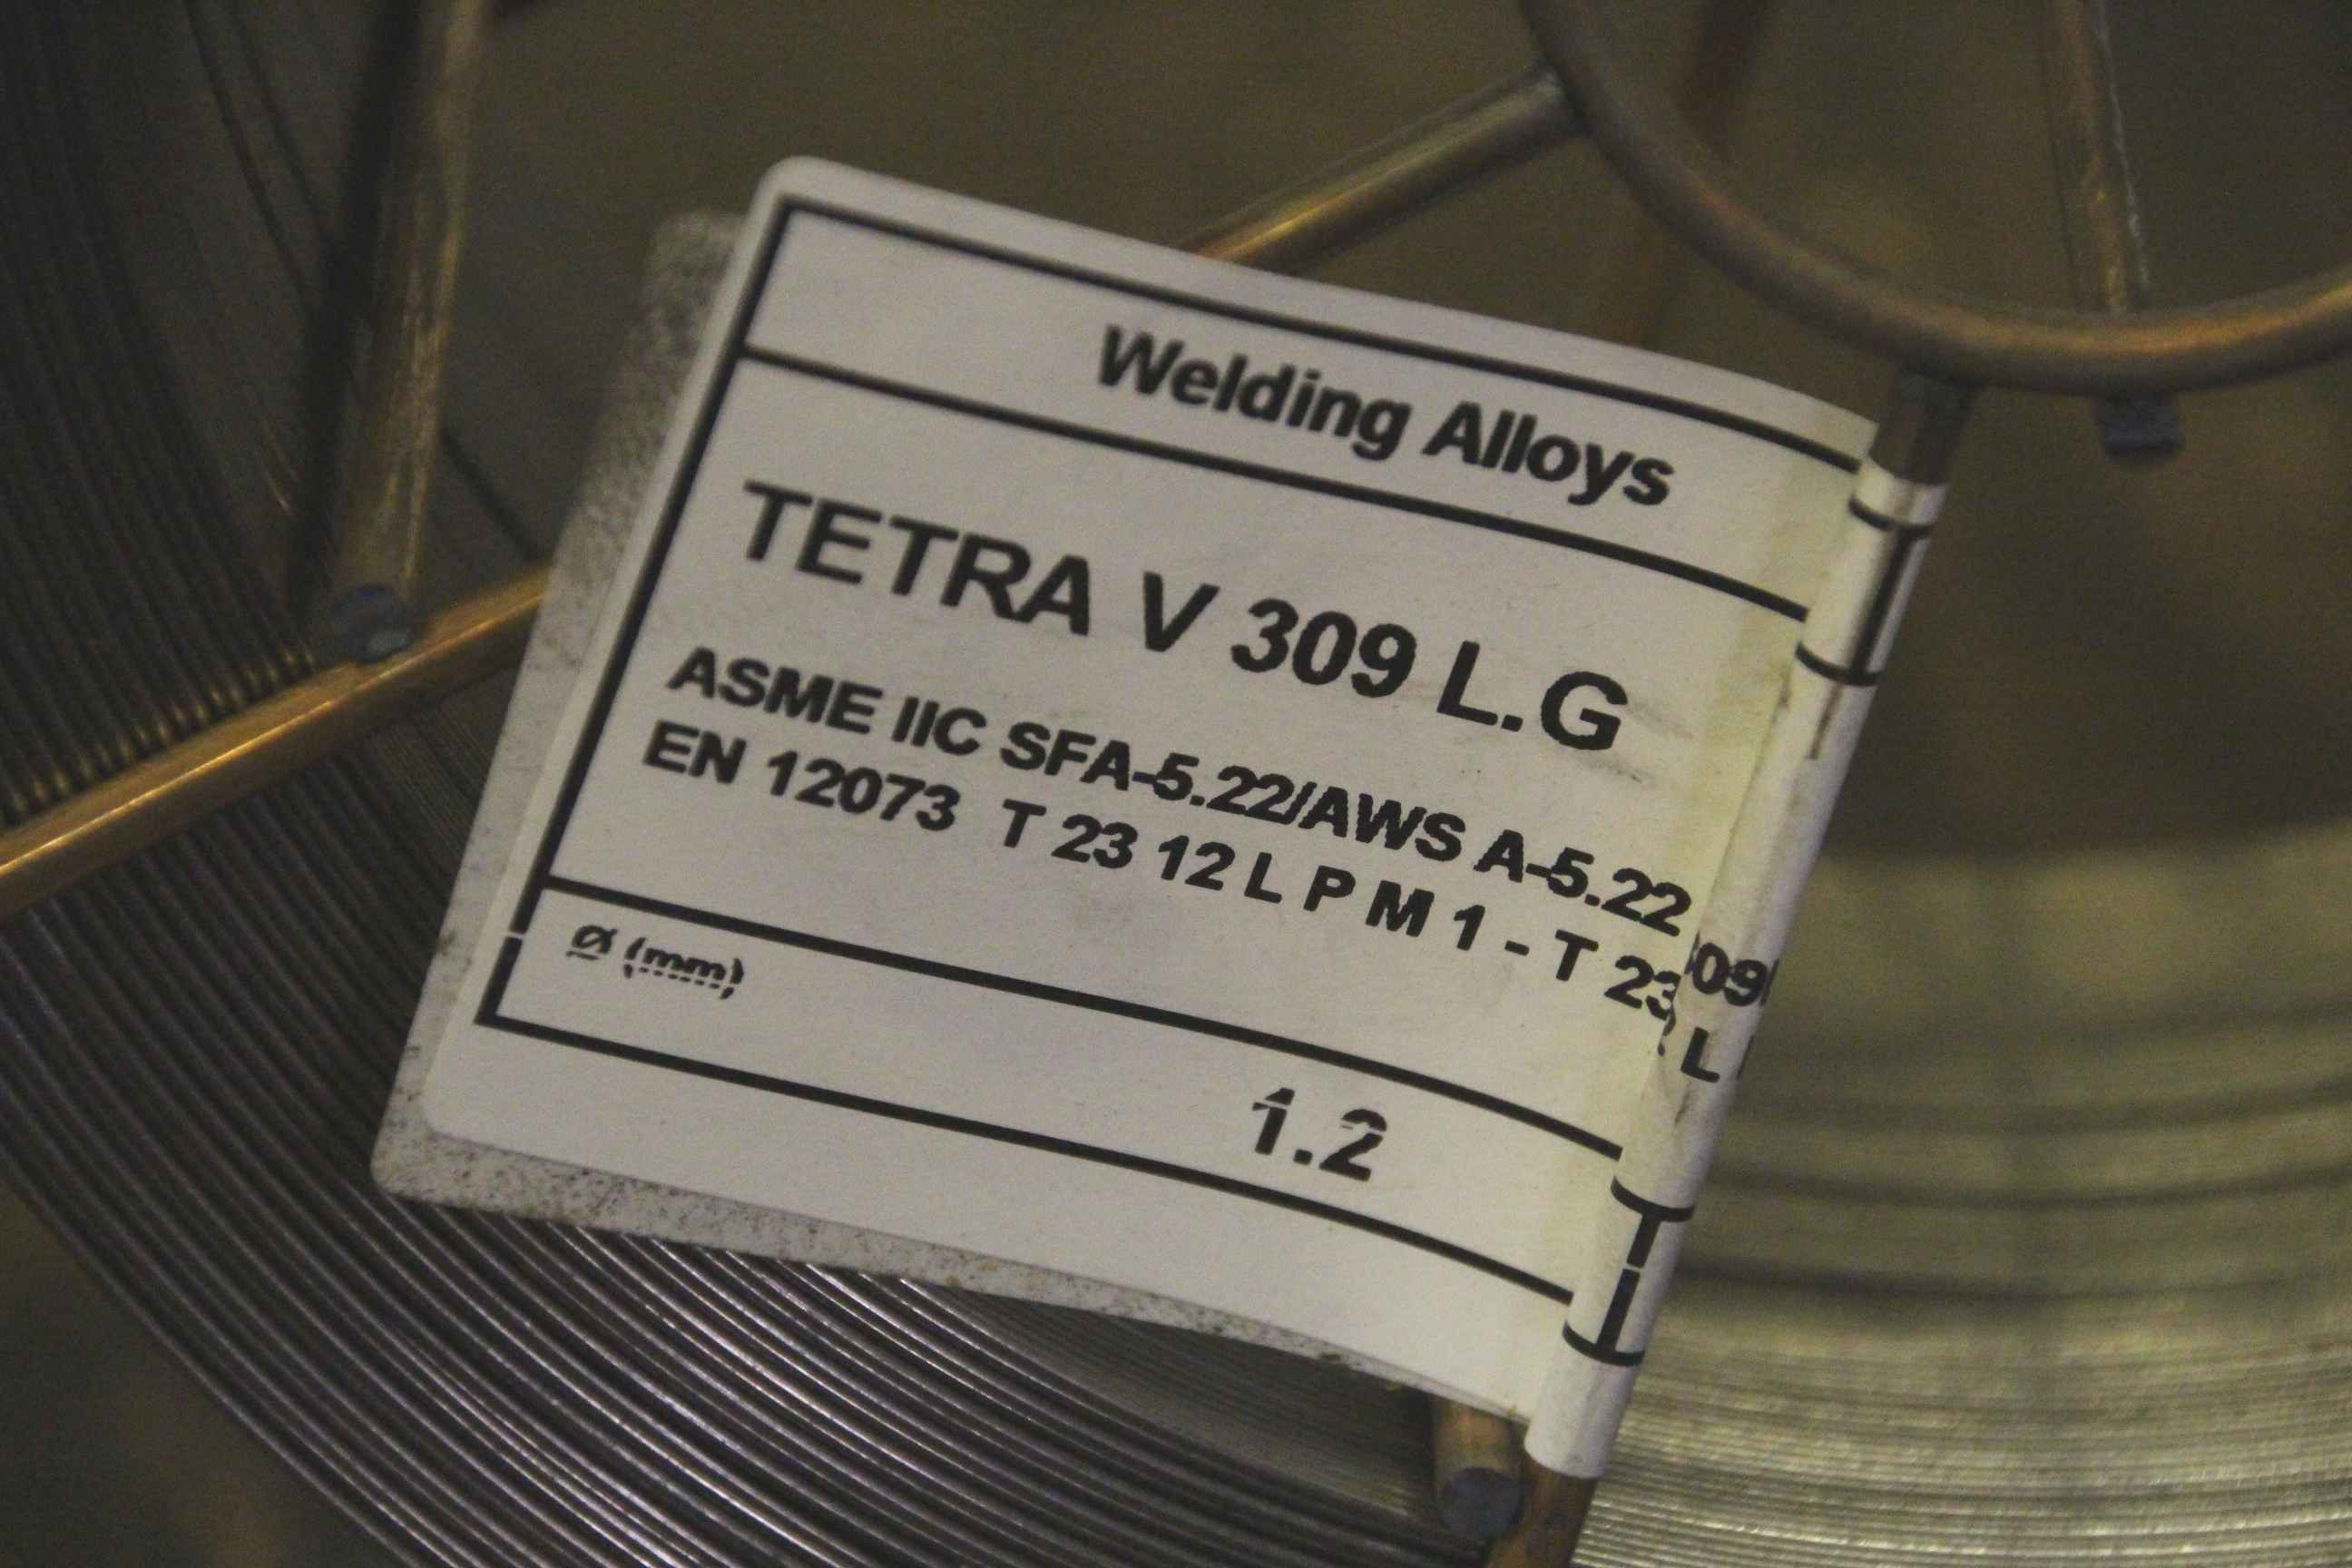 Welding Alloys
TETRA V 309 L.G
ASME IIC SFA-5.22/AWS A-5.22
EN 12073 T 23 12 L P M 1 - T 23 L
Ø (mm)
1.2